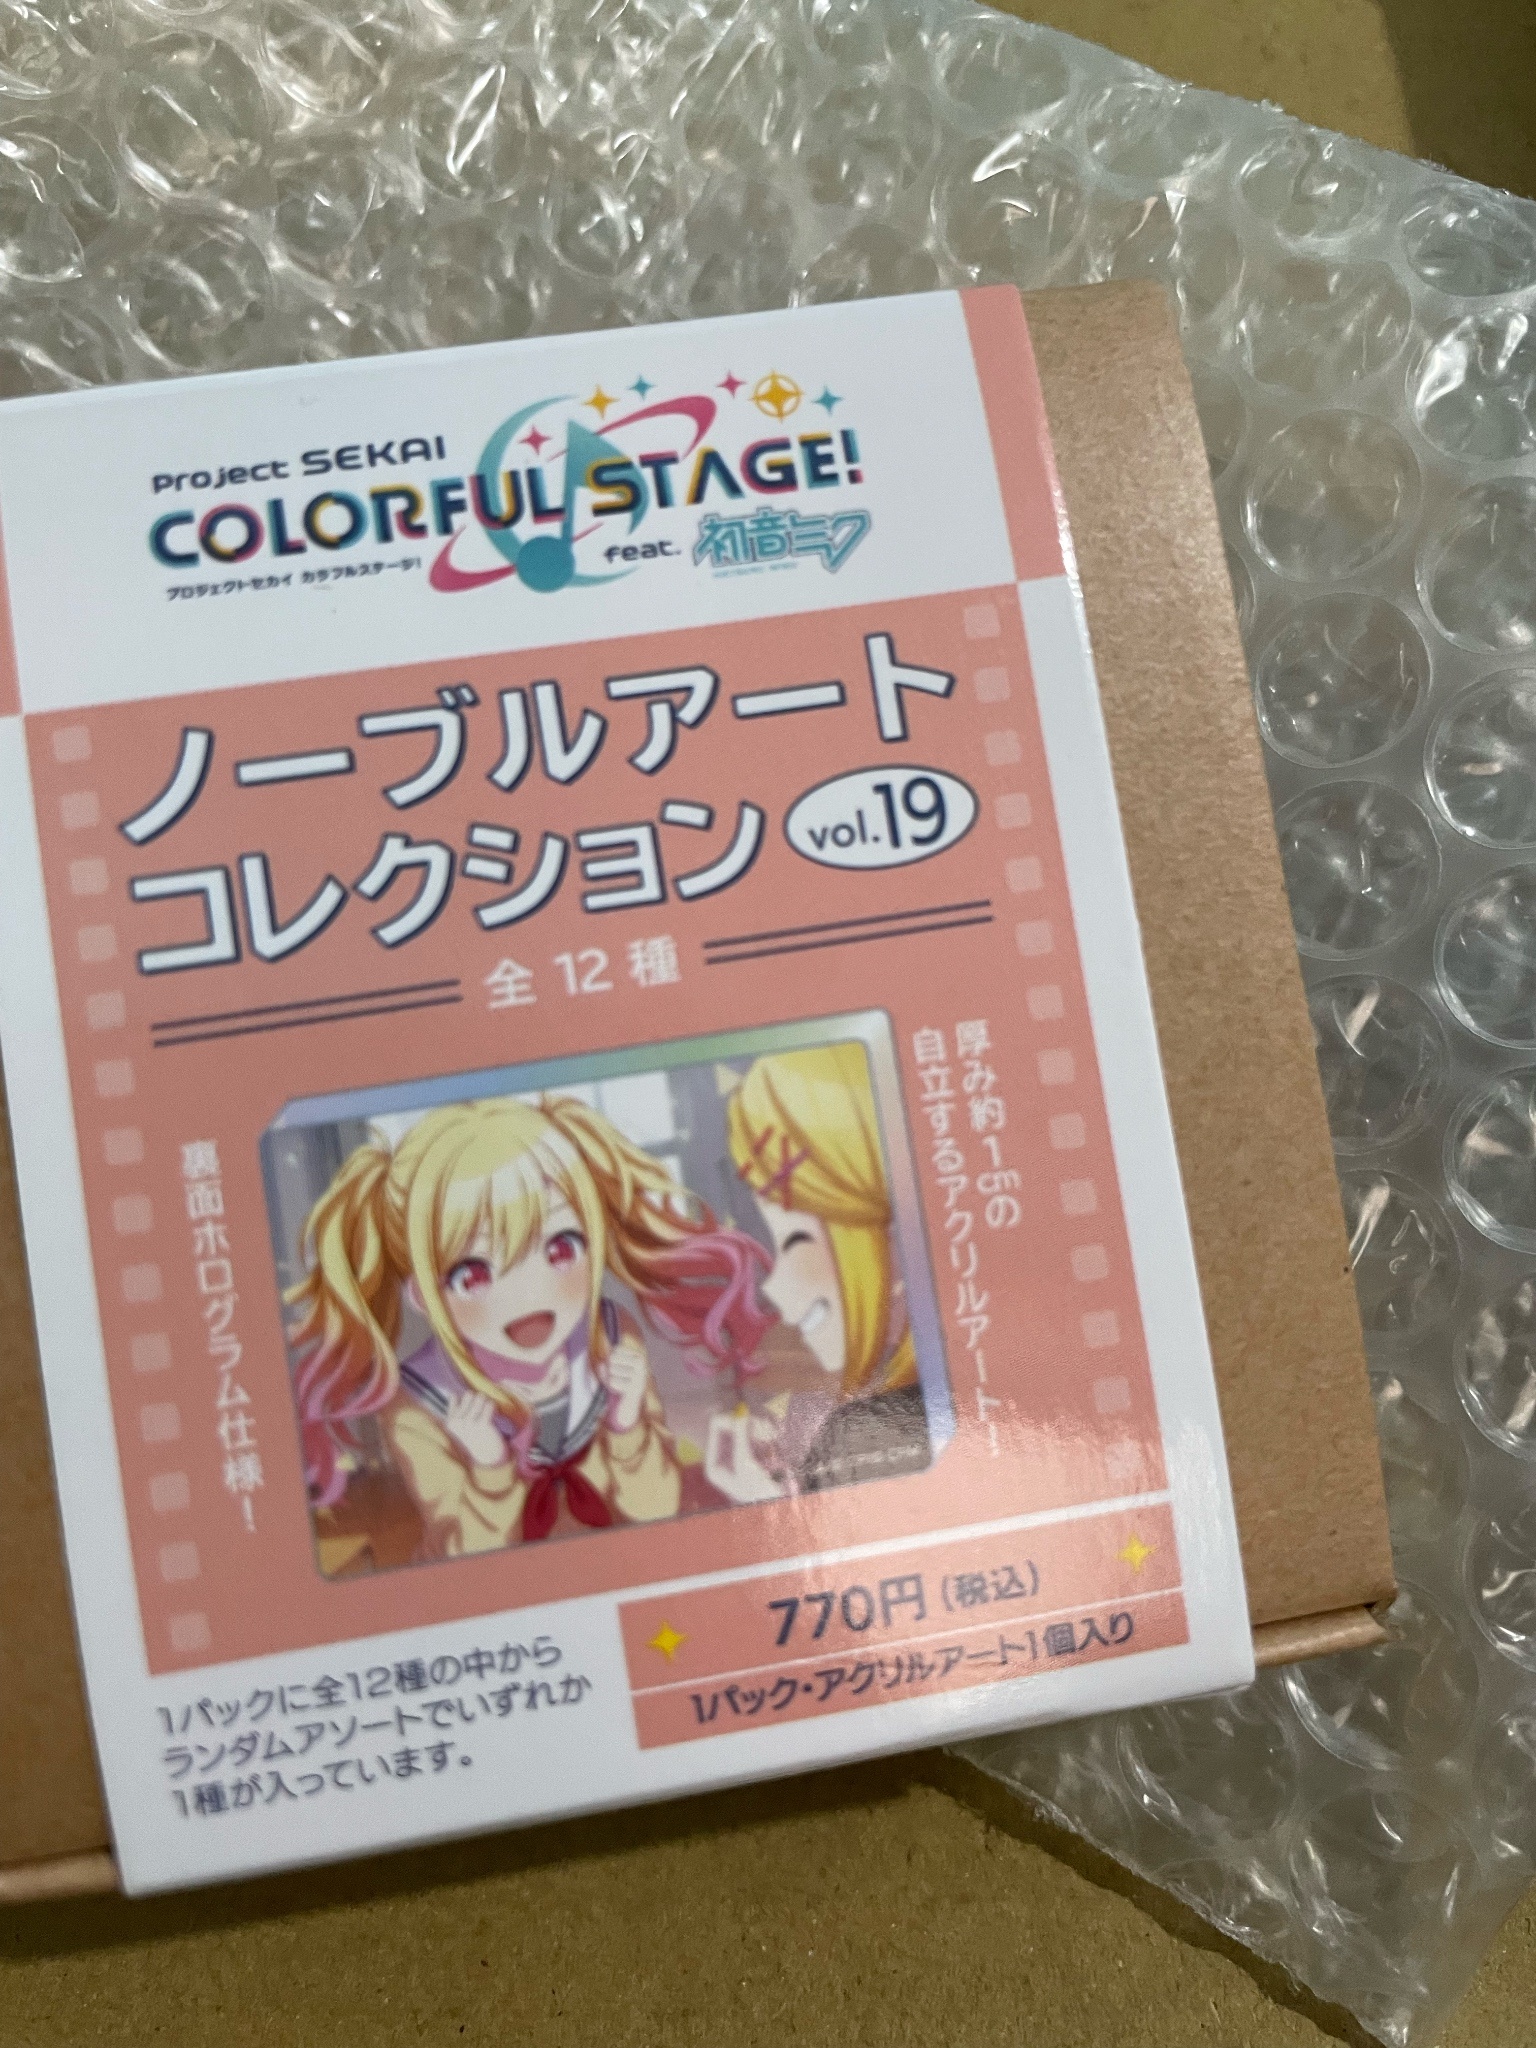 Project SEKAI
COLORFUL STAGE!
プロジェクトセカイ カラフルステージ!
feat. 初音ミク
ノーブルアート
コレクション vol.19
全12種
厚み約1cmの
自立するアクリルアート!
裏面ホログラム仕様!
770円(税込)
1パック・アクリルアート1個入り
1パックに全12種の中から
ランダムアソートでいずれか
1種が入っています。